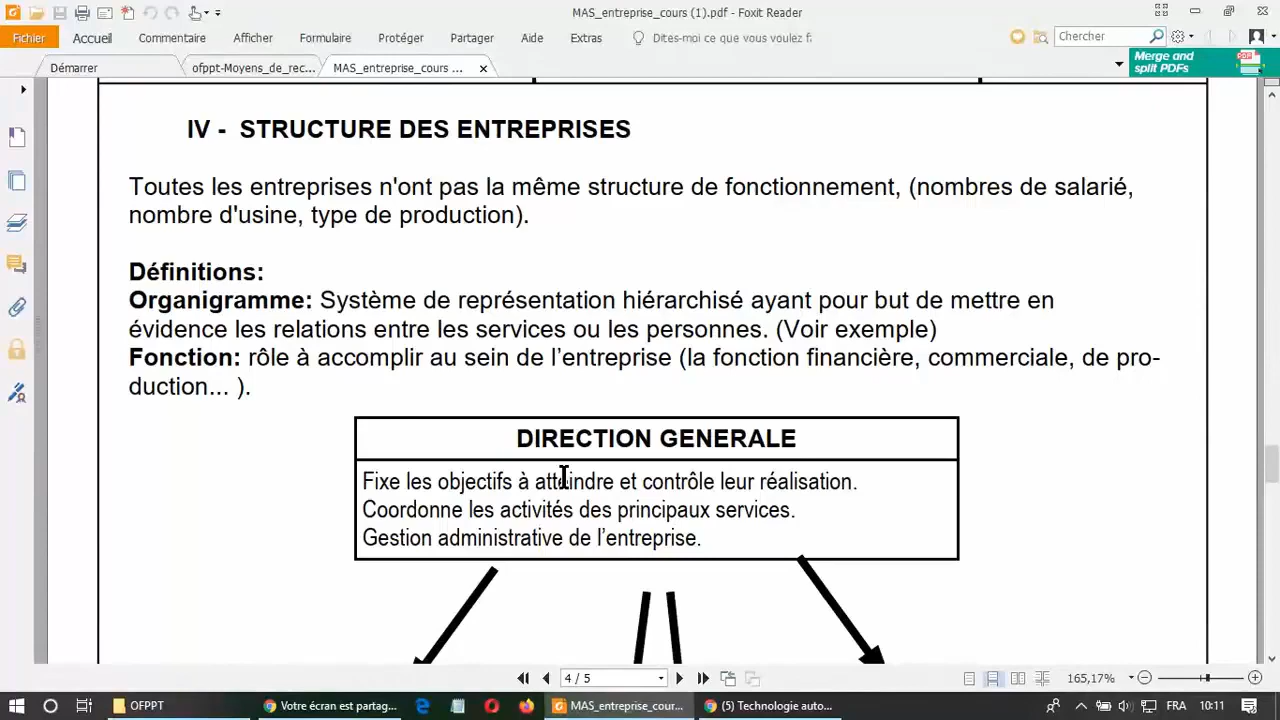 MAS_entreprise_cours (1).pdf - Foxit Reader
Fichier Accueil Commentaire Afficher Formulaire Protéger Partager Aide Extras Dites-moi ce que vous voulez f Chercher
Démarrer ofppt-Moyens_de_rec... MAS_entreprise_cours ... Merge and
split PDFs
IV - STRUCTURE DES ENTREPRISES
Toutes les entreprises n'ont pas la même structure de fonctionnement, (nombres de salarié,
nombre d'usine, type de production).
Définitions:
Organigramme: Système de représentation hiérarchisé ayant pour but de mettre en
évidence les relations entre les services ou les personnes. (Voir exemple)
Fonction: rôle à accomplir au sein de l'entreprise (la fonction financière, commerciale, de pro-
duction... ).
DIRECTION GENERALE
Fixe les objectifs à atteindre et contrôle leur réalisation.
Coordonne les activités des principaux services.
Gestion administrative de l'entreprise.
4 / 5 165,17%
OFPPT Votre écran est partag... MAS_entreprise_cour... (5) Technologie auto... FRA 10:11